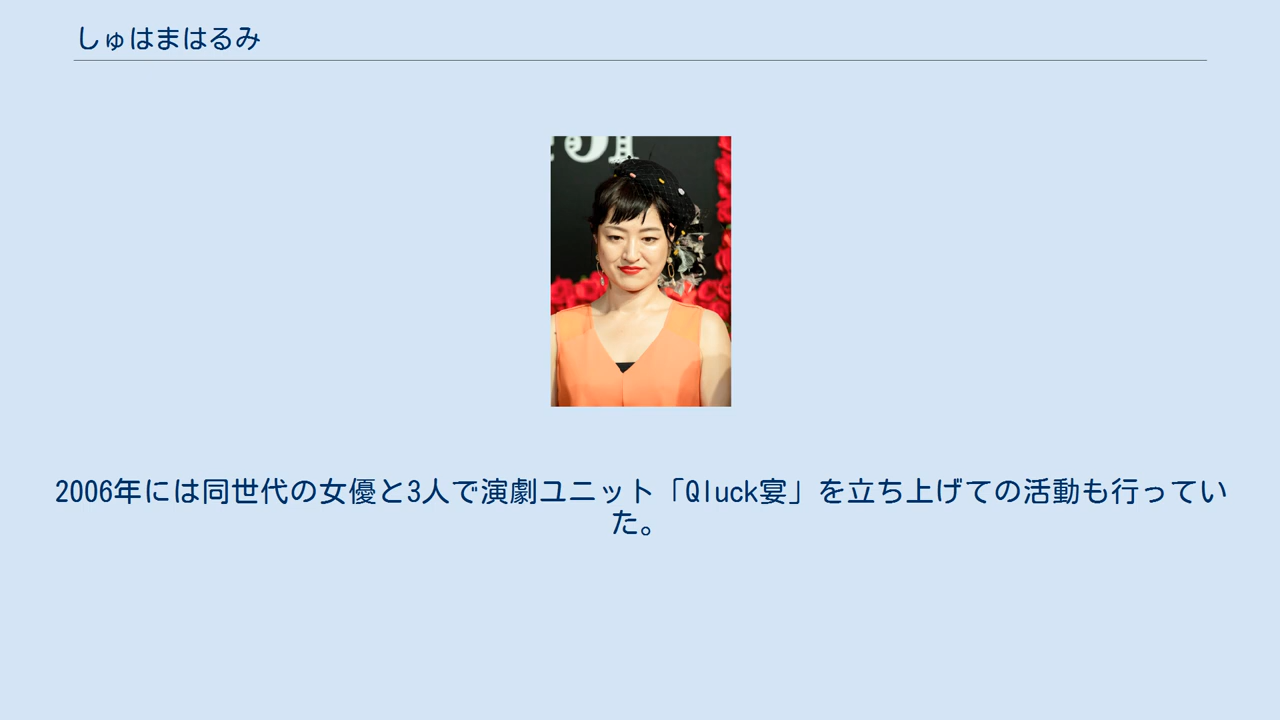 しゅはまはるみ
2006年には同世代の女優と3人で演劇ユニット「Qluck宴」を立ち上げての活動も行ってい
た。